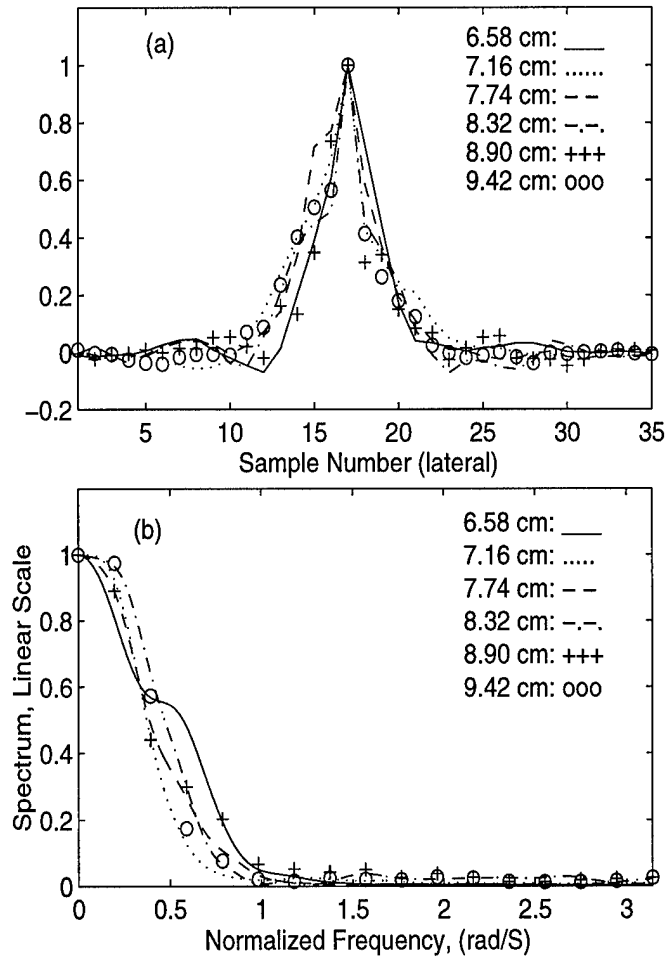 (a)
6.58 cm:
7.16 cm:
7.74 cm:
8.32 cm:
8.90 cm: +++
9.42 cm: ooo
1
0.8
0.6
0.4
0.2
0
−0.2
5 10 15 20 25 30 35
Sample Number (lateral)
(b)
6.58 cm:
7.16 cm:
7.74 cm:
8.32 cm:
8.90 cm: +++
9.42 cm: ooo
Spectrum, Linear Scale
1
0.8
0.6
0.4
0.2
0
0 0.5 1 1.5 2 2.5 3
Normalized Frequency, (rad/S)